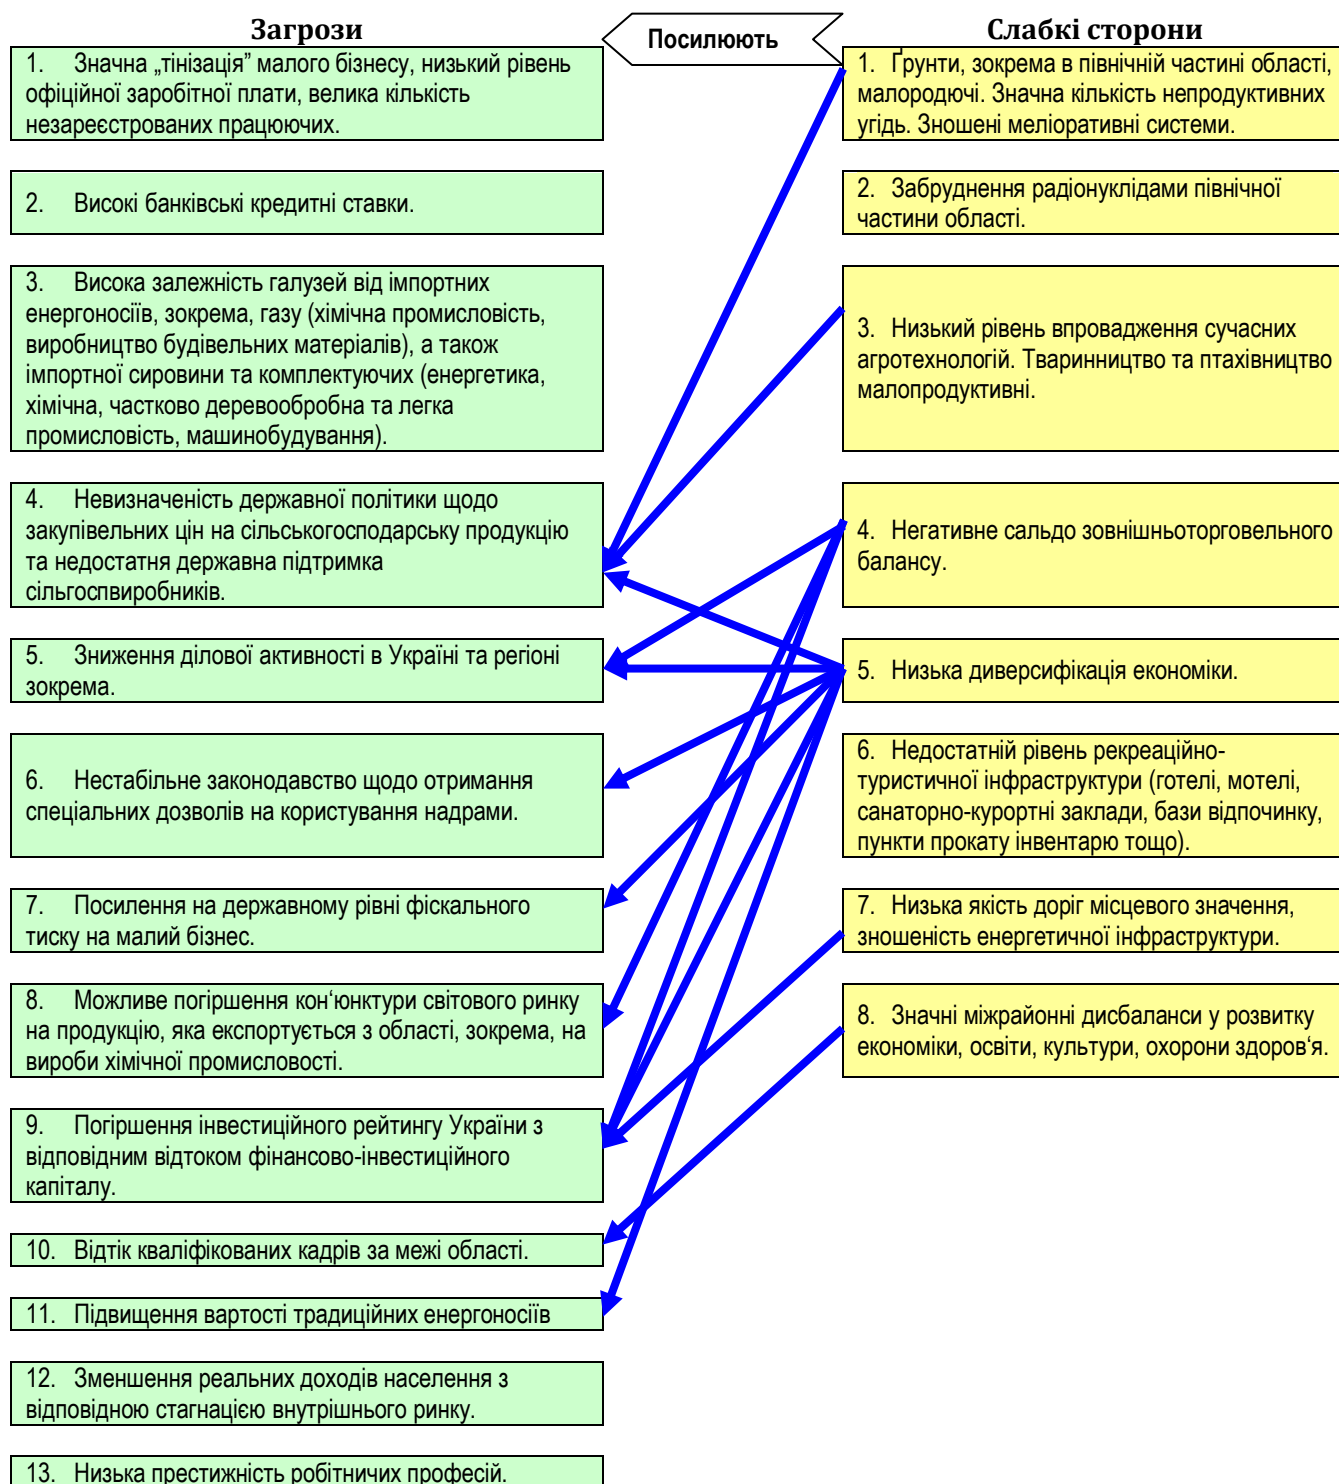 Загрози
Посилюють
Слабкі сторони
1. Значна „тінізація” малого бізнесу, низький рівень
офіційної заробітної плати, велика кількість
незареєстрованих працюючих.
2. Високі банківські кредитні ставки.
3. Висока залежність галузей від імпортних
енергоносіїв, зокрема, газу (хімічна промисловість,
виробництво будівельних матеріалів), а також
імпортної сировини та комплектуючих (енергетика,
хімічна, частково деревообробна та легка
промисловість, машинобудування).
4. Невизначеність державної політики щодо
закупівельних цін на сільськогосподарську продукцію
та недостатня державна підтримка
сільгоспвиробників.
5. Зниження ділової активності в Україні та регіоні
зокрема.
6. Нестабільне законодавство щодо отримання
спеціальних дозволів на користування надрами.
7. Посилення на державному рівні фіскального
тиску на малий бізнес.
8. Можливе погіршення кон‘юнктури світового ринку
на продукцію, яка експортується з області, зокрема, на
вироби хімічної промисловості.
9. Погіршення інвестиційного рейтингу України з
відповідним відтоком фінансово-інвестиційного
капіталу.
10. Відтік кваліфікованих кадрів за межі області.
11. Підвищення вартості традиційних енергоносіїв
12. Зменшення реальних доходів населення з
відповідною стагнацією внутрішнього ринку.
13. Низька престижність робітничих професій.
1. Ґрунти, зокрема в північній частині області,
малородючі. Значна кількість непродуктивних
угідь. Зношені меліоративні системи.
2. Забруднення радіонуклідами північної
частини області.
3. Низький рівень впровадження сучасних
агротехнологій. Тваринництво та птахівництво
малопродуктивні.
4. Негативне сальдо зовнішньоторговельного
балансу.
5. Низька диверсифікація економіки.
6. Недостатній рівень рекреаційно-
туристичної інфраструктури (готелі, мотелі,
санаторно-курортні заклади, бази відпочинку,
пункти прокату інвентарю тощо).
7. Низька якість доріг місцевого значення,
зношеність енергетичної інфраструктури.
8. Значні міжрайонні дисбаланси у розвитку
економіки, освіти, культури, охорони здоров‘я.